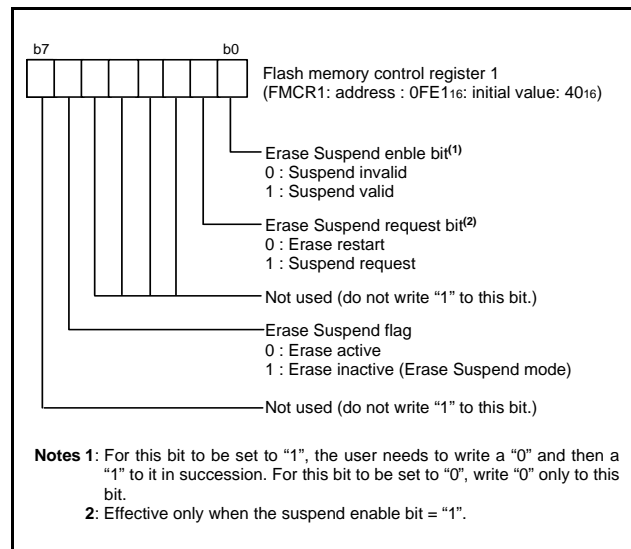 b7 b0
Flash memory control register 1
(FMCR1: address : 0FE1₁₆: initial value: 40₁₆)
Erase Suspend enble bit⁽¹⁾
0 : Suspend invalid
1 : Suspend valid
Erase Suspend request bit⁽²⁾
0 : Erase restart
1 : Suspend request
Not used (do not write “1” to this bit.)
Erase Suspend flag
0 : Erase active
1 : Erase inactive (Erase Suspend mode)
Not used (do not write “1” to this bit.)
Notes 1: For this bit to be set to “1”, the user needs to write a “0” and then a
“1” to it in succession. For this bit to be set to “0”, write “0” only to this
bit.
2: Effective only when the suspend enable bit = “1”.